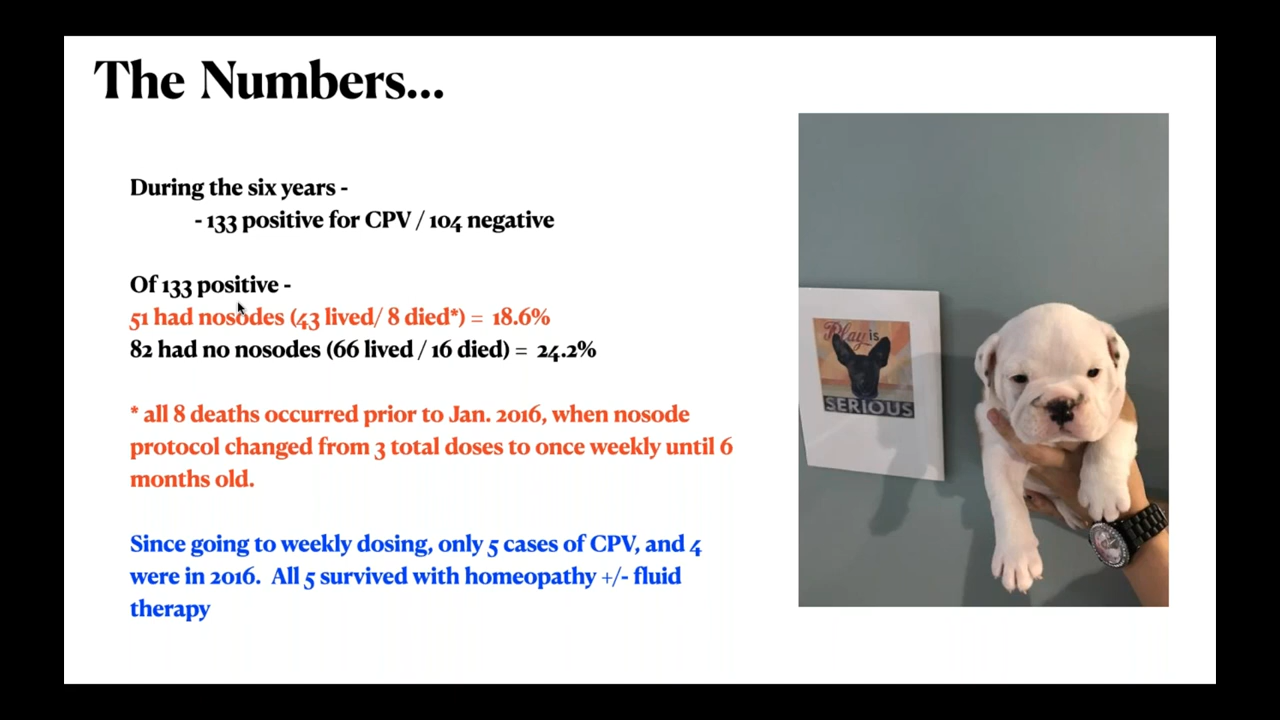 The Numbers...
During the six years -
- 133 positive for CPV / 104 negative
Of 133 positive -
51 had nosodes (43 lived/ 8 died*) = 18.6%
82 had no nosodes (66 lived / 16 died) = 24.2%
* all 8 deaths occurred prior to Jan. 2016, when nosode
protocol changed from 3 total doses to once weekly until 6
months old.
Since going to weekly dosing, only 5 cases of CPV, and 4
were in 2016. All 5 survived with homeopathy +/- fluid
therapy
Play is
SERIOUS